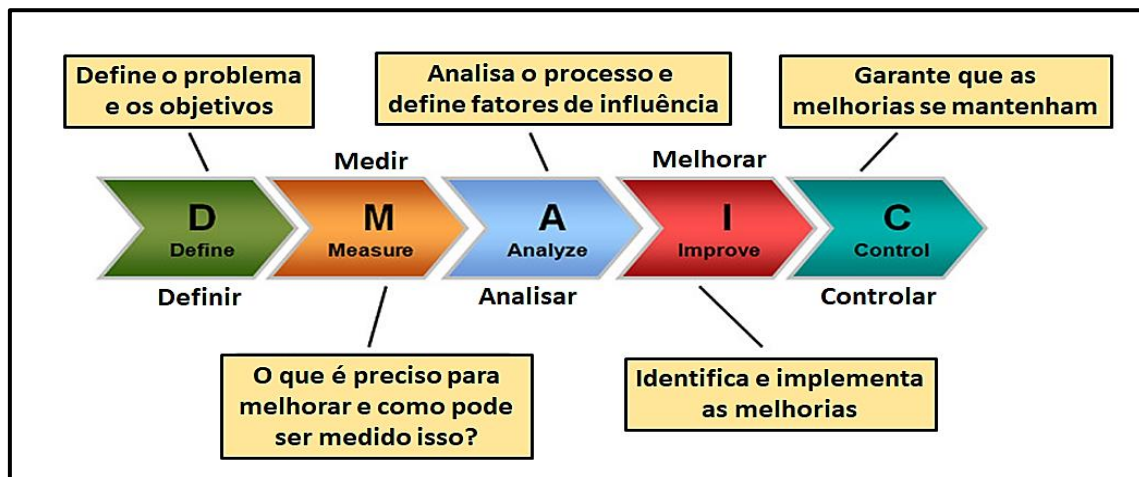 Define o problema
e os objetivos
Analisa o processo e
define fatores de influência
Garante que as
melhorias se mantenham
Medir
Melhorar
D
Define
M
Measure
A
Analyze
I
Improve
C
Control
Definir
Analisar
Controlar
O que é preciso para
melhorar e como pode
ser medido isso?
Identifica e implementa
as melhorias